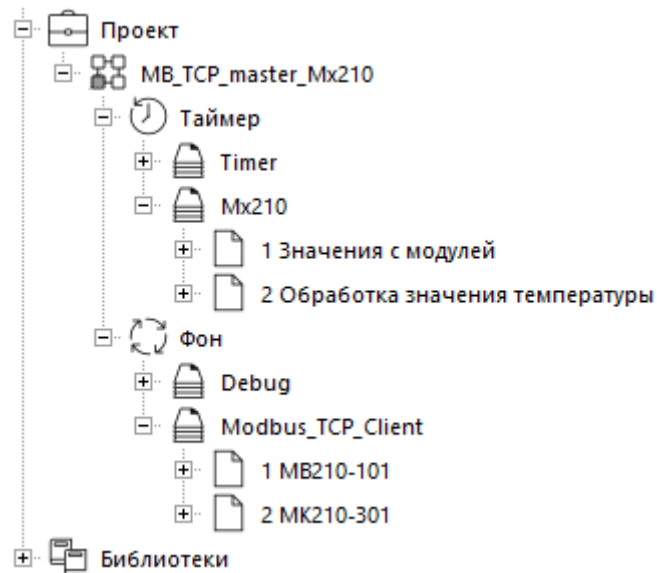 Проект
MB_TCP_master_Mx210
Таймер
Timer
Mx210
1 Значения с модулей
2 Обработка значения температуры
Фон
Debug
Modbus_TCP_Client
1 МВ210-101
2 МК210-301
Библиотеки